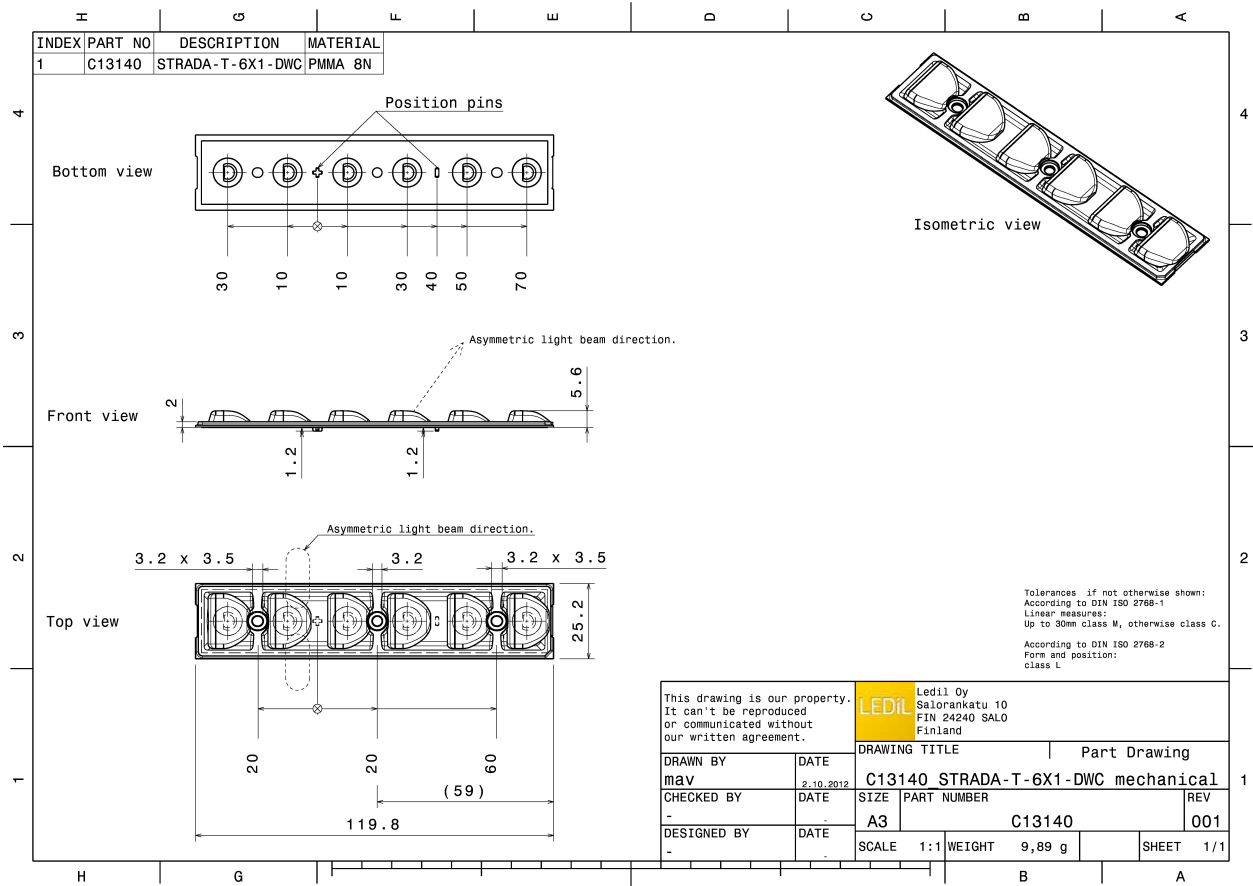 H G F E D C B A
INDEX PART NO DESCRIPTION MATERIAL
1 C13140 STRADA-T-6X1-DWC PMMA 8N
4 4
Position pins
Bottom view
Isometric view
30 10 10 30 40 50 70
3 3
Asymmetric light beam direction.
5.6
2
Front view
1.2 1.2
Asymmetric light beam direction.
2 2
3.2 x 3.5 3.2 3.2 x 3.5
Top view
25.2
Tolerances if not otherwise shown:
According to DIN ISO 2768-1
Linear measures:
Up to 30mm class M, otherwise class C.
According to DIN ISO 2768-2
Form and position:
class L
20 20 60
(59)
119.8
1 1
This drawing is our property.
It can't be reproduced
or communicated without
our written agreement.
LEDiL
Ledil Oy
Salorankatu 10
FIN 24240 SALO
Finland
DRAWING TITLE Part Drawing
C13140_STRADA-T-6X1-DWC mechanical
DRAWN BY DATE
mav 2.10.2012
CHECKED BY DATE
- -
DESIGNED BY DATE
- -
SIZE PART NUMBER REV
A3 C13140 001
SCALE 1:1 WEIGHT 9,89 g SHEET 1/1
H G B A